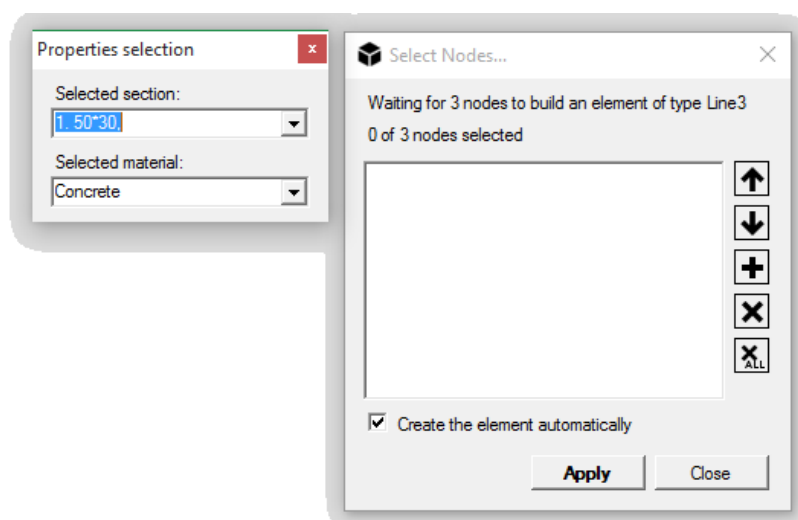 Properties selection
x
Selected section:
1. 50*30,
Selected material:
Concrete
Select Nodes...
Waiting for 3 nodes to build an element of type Line3
0 of 3 nodes selected
ALL
Create the element automatically
Apply
Close